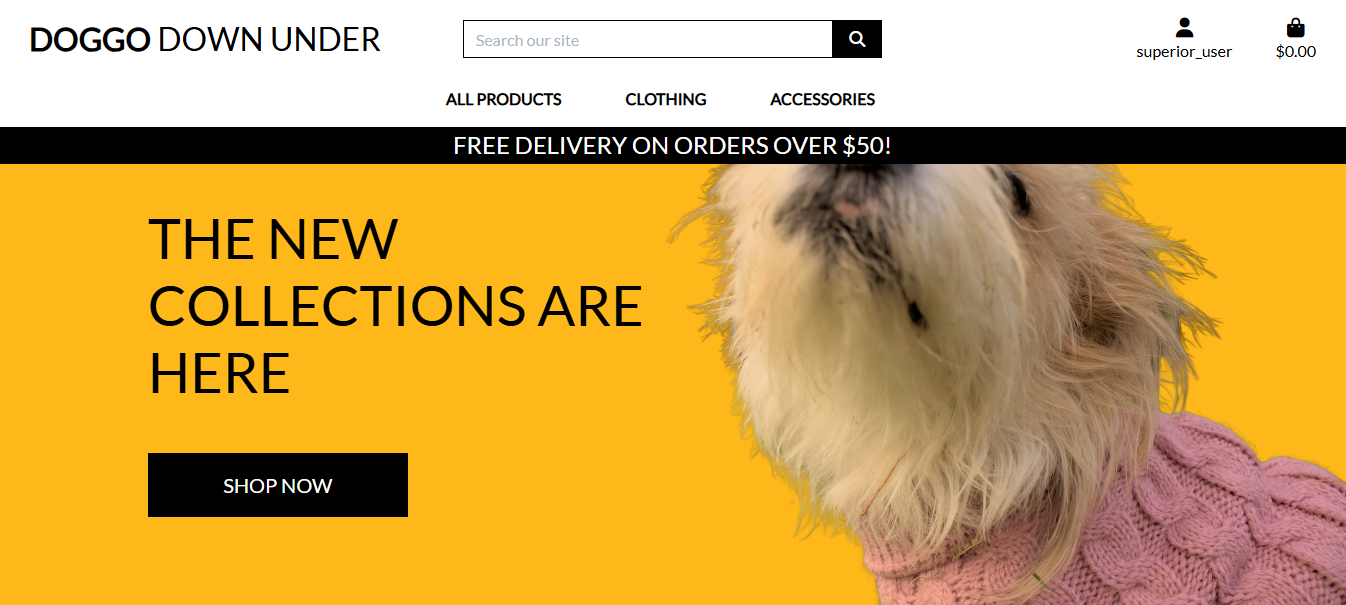 DOGGO DOWN UNDER
Search our site
superior_user
$0.00
ALL PRODUCTS
CLOTHING
ACCESSORIES
FREE DELIVERY ON ORDERS OVER $50!
THE NEW
COLLECTIONS ARE
HERE
SHOP NOW